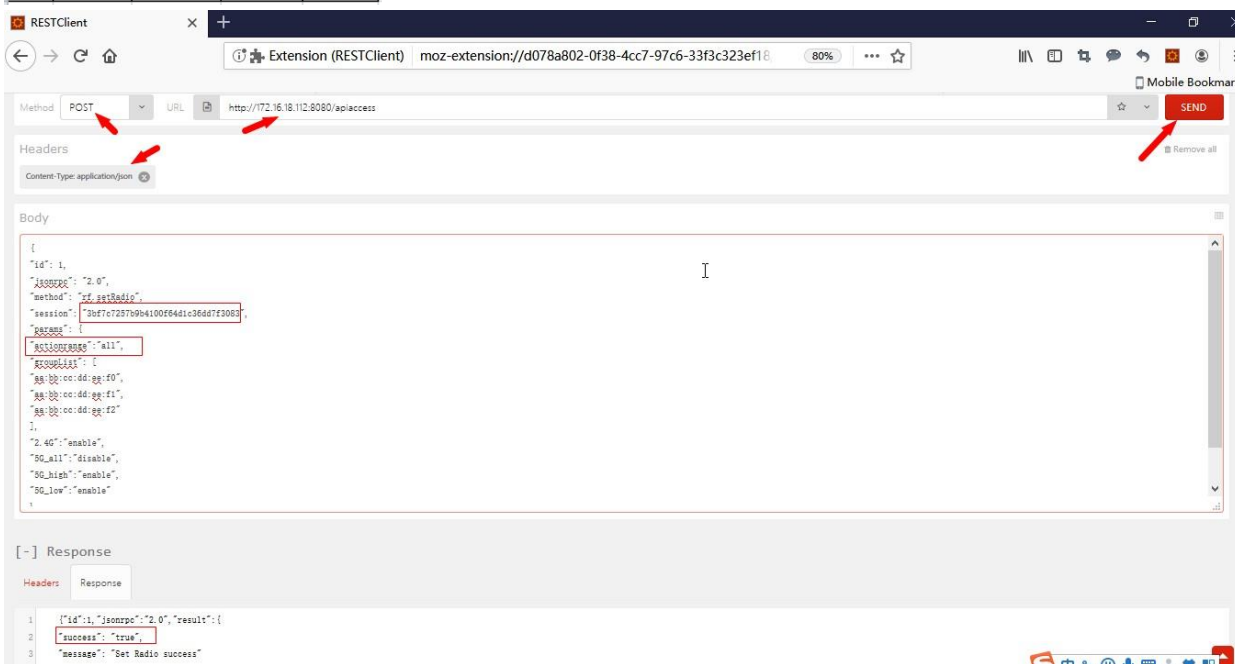 RESTClient
Extension (RESTClient) moz-extension://d078a802-0f38-4cc7-97c6-33f3c323ef18 80%
Mobile Bookmar
Method POST URL http://172.16.18.112:8080/apiaccess SEND
Headers Remove all
Content-Type: application/json
Body
{
"id": 1,
"jsonrpc": "2.0",
"method": "rf.setRadio",
"session": "3bf7c7257b9b4100f64d1c36dd7f3083",
"params": {
"actionrange":"all",
"groupList": [
"aa:bb:cc:dd:ee:f0",
"aa:bb:cc:dd:ee:f1",
"aa:bb:cc:dd:ee:f2"
],
"2.4G":"enable",
"5G_all":"disable",
"5G_high":"enable",
"5G_low":"enable"
[-] Response
Headers Response
1 {"id":1,"jsonrpc":"2.0","result":{
2 "success": "true",
3 "message": "Set Radio success"